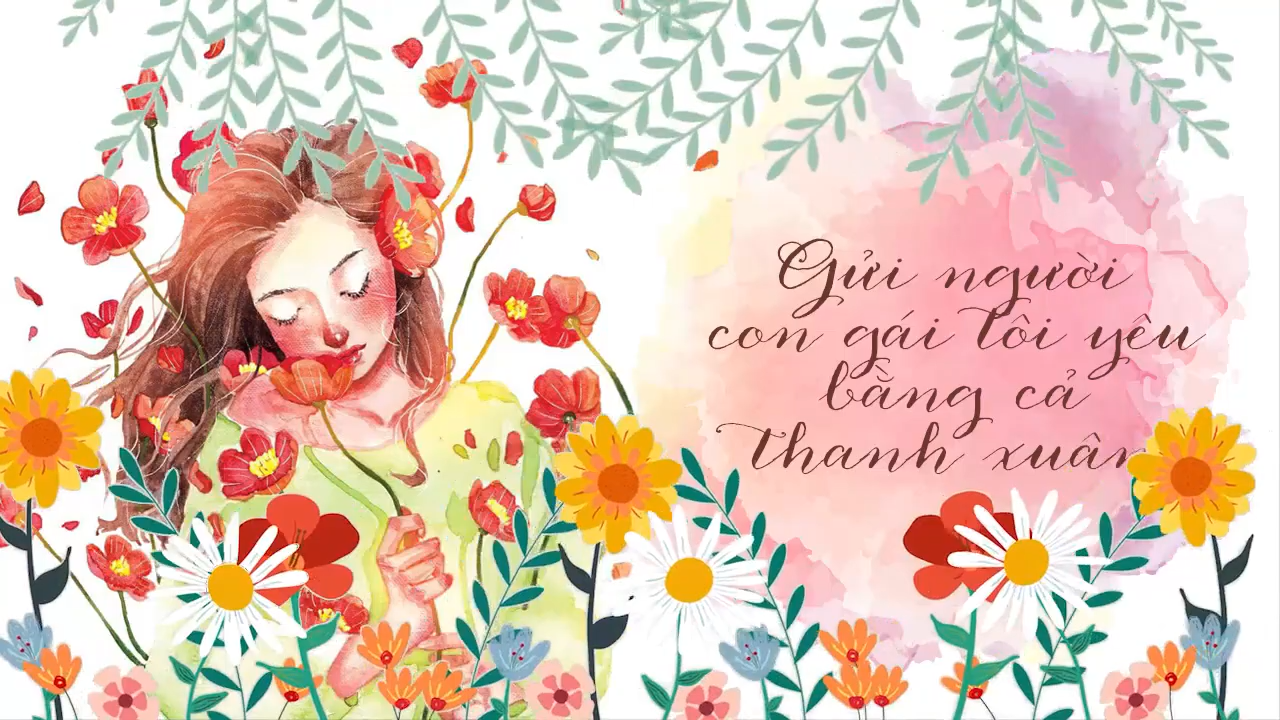 Gửi người
con gái tôi yêu
bằng cả
thanh xuân